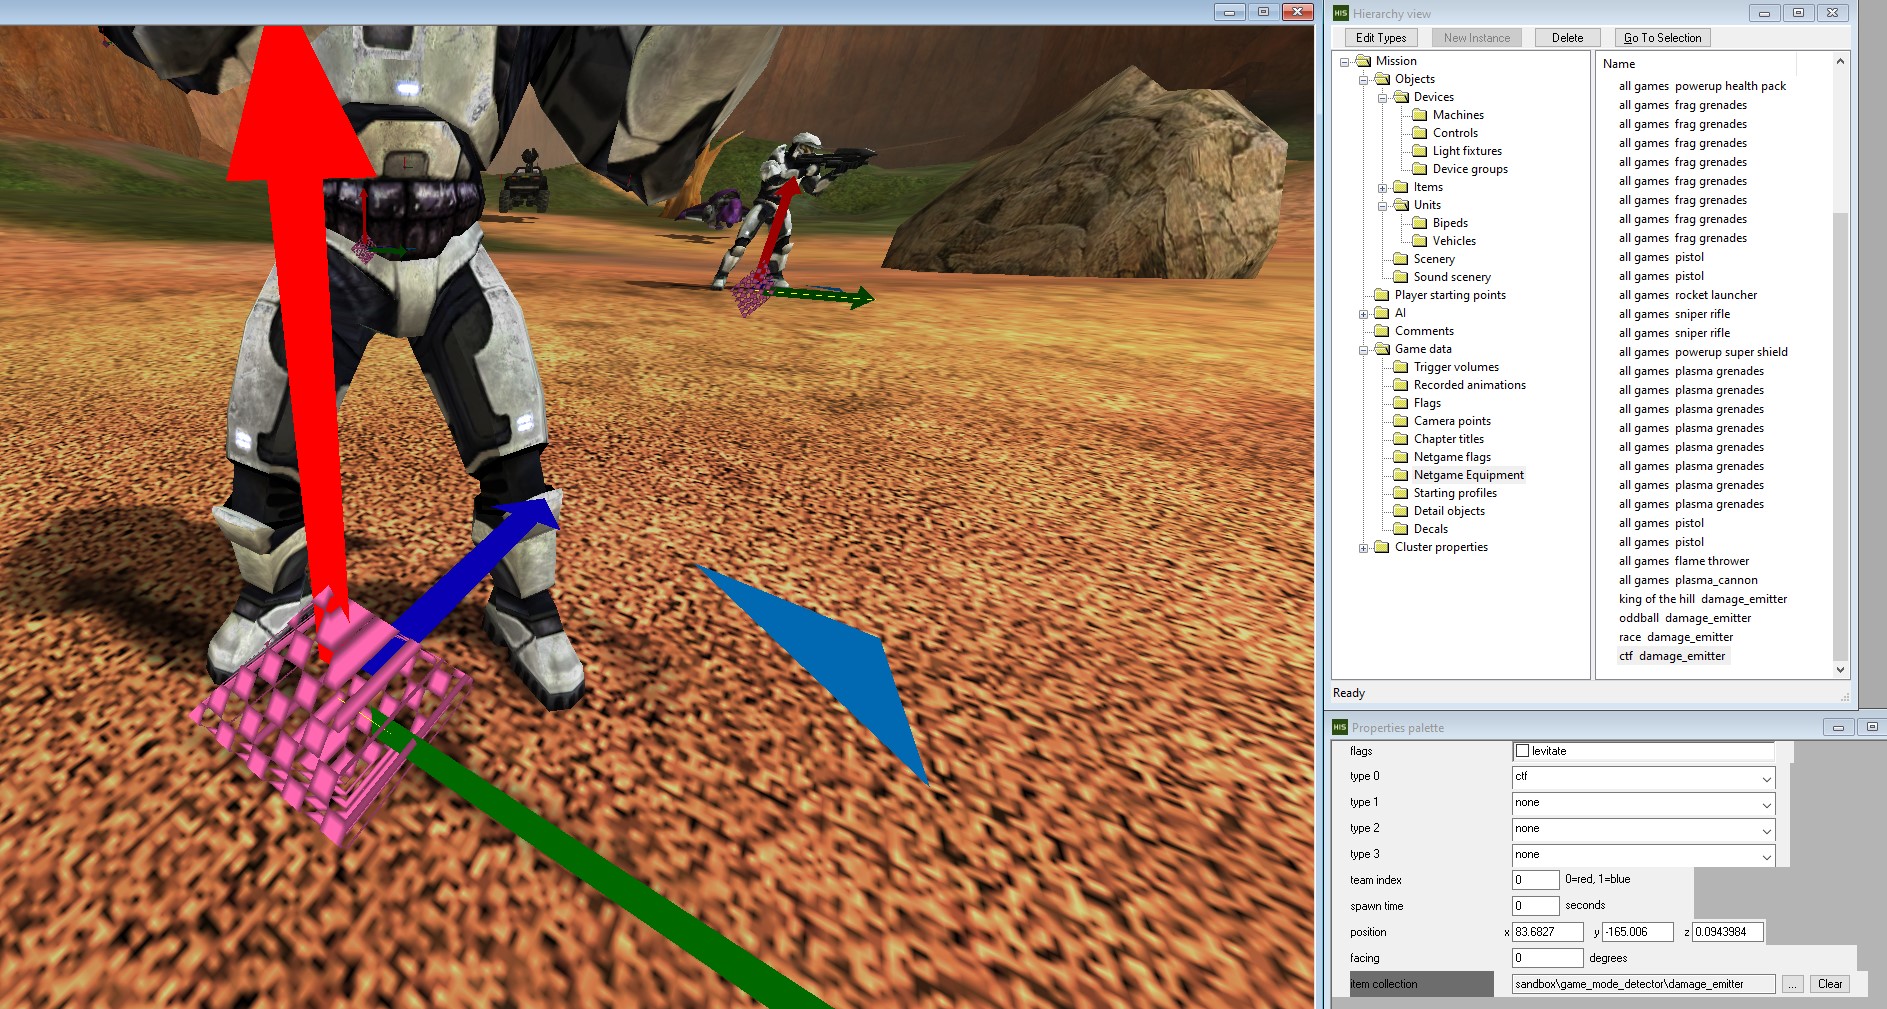 HIS Hierarchy view
Edit Types New Instance Delete Go To Selection
Mission
Objects
Devices
Machines
Controls
Light fixtures
Device groups
Items
Units
Bipeds
Vehicles
Scenery
Sound scenery
Player starting points
AI
Comments
Game data
Trigger volumes
Recorded animations
Flags
Camera points
Chapter titles
Netgame flags
Netgame Equipment
Starting profiles
Detail objects
Decals
Cluster properties
Name
all games powerup health pack
all games frag grenades
all games frag grenades
all games frag grenades
all games frag grenades
all games frag grenades
all games frag grenades
all games frag grenades
all games frag grenades
all games pistol
all games pistol
all games rocket launcher
all games sniper rifle
all games sniper rifle
all games powerup super shield
all games plasma grenades
all games plasma grenades
all games plasma grenades
all games plasma grenades
all games plasma grenades
all games plasma grenades
all games plasma grenades
all games plasma grenades
all games pistol
all games pistol
all games flame thrower
all games plasma_cannon
king of the hill damage_emitter
oddball damage_emitter
race damage_emitter
ctf damage_emitter
Ready
HIS Properties palette
flags levitate
type 0 ctf
type 1 none
type 2 none
type 3 none
team index 0 0=red, 1=blue
spawn time 0 seconds
position x 83.6827 y -165.006 z 0.0943984
facing 0 degrees
item collection sandbox\game_mode_detector\damage_emitter ... Clear